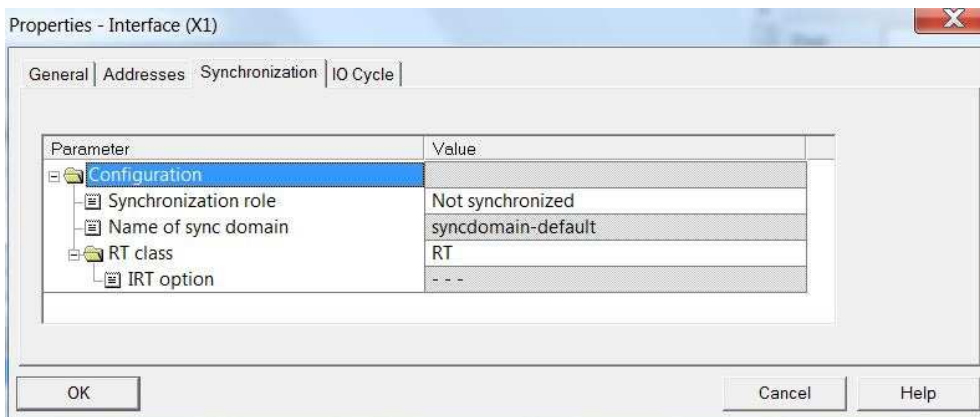 Properties - Interface (X1)
General Addresses Synchronization IO Cycle
Parameter Value
Configuration
Synchronization role Not synchronized
Name of sync domain syncdomain-default
RT class RT
IRT option - - -
OK Cancel Help